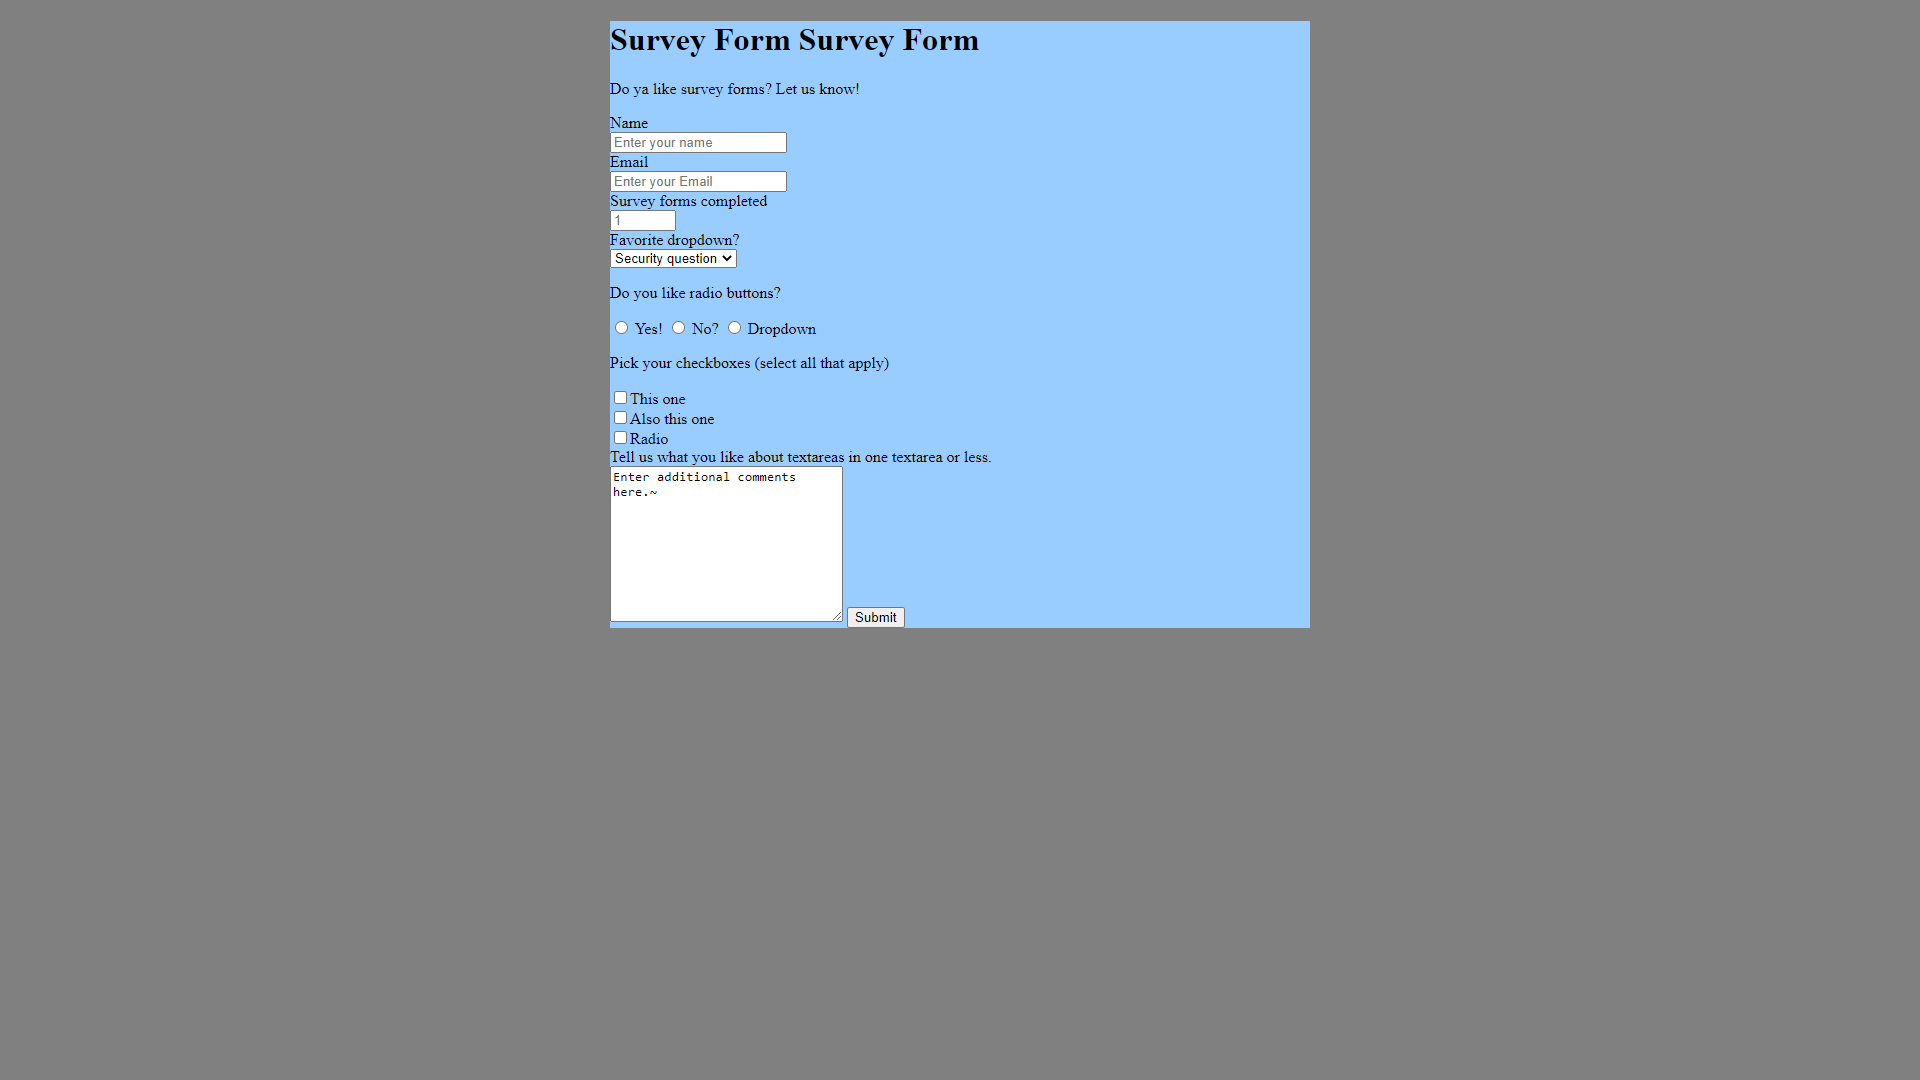 Survey Form Survey Form
Do ya like survey forms? Let us know!
Name
Enter your name
Email
Enter your Email
Survey forms completed
1
Favorite dropdown?
Security question
Do you like radio buttons?
Yes! No? Dropdown
Pick your checkboxes (select all that apply)
This one
Also this one
Radio
Tell us what you like about textareas in one textarea or less.
Enter additional comments
here.~
Submit